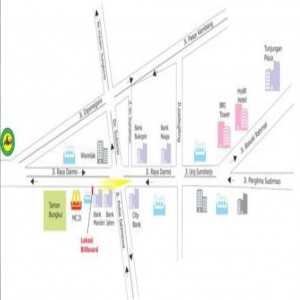 Jl. Pasar Kembang
Tunjungan
Plaza
Jl. Diponegoro
Hyatt
Hotel
BRI
Tower
Bank
Bukopin
Bank
Niaga
Wismilak
Jl. Basuki Rahmat
Jl. Raya Darmo
Jl. Raya Darmo
Jl. Urip Sumoharjo
Jl. Panglima Sudirman
Taman
Bungkul
MC.D
Bank
Mandiri
Bank
Jatim
City
Bank
Lokasi
Billboard